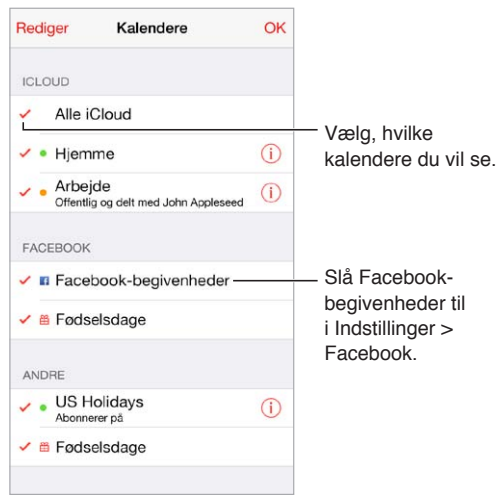 Rediger Kalendere OK
ICLOUD
Alle iCloud
Hjemme
Arbejde
Offentlig og delt med John Appleseed
FACEBOOK
Facebook-begivenheder
Fødselsdage
ANDRE
US Holidays
Abonnerer på
Fødselsdage
Vælg, hvilke
kalendere du vil se.
Slå Facebook-
begivenheder til
i Indstillinger >
Facebook.